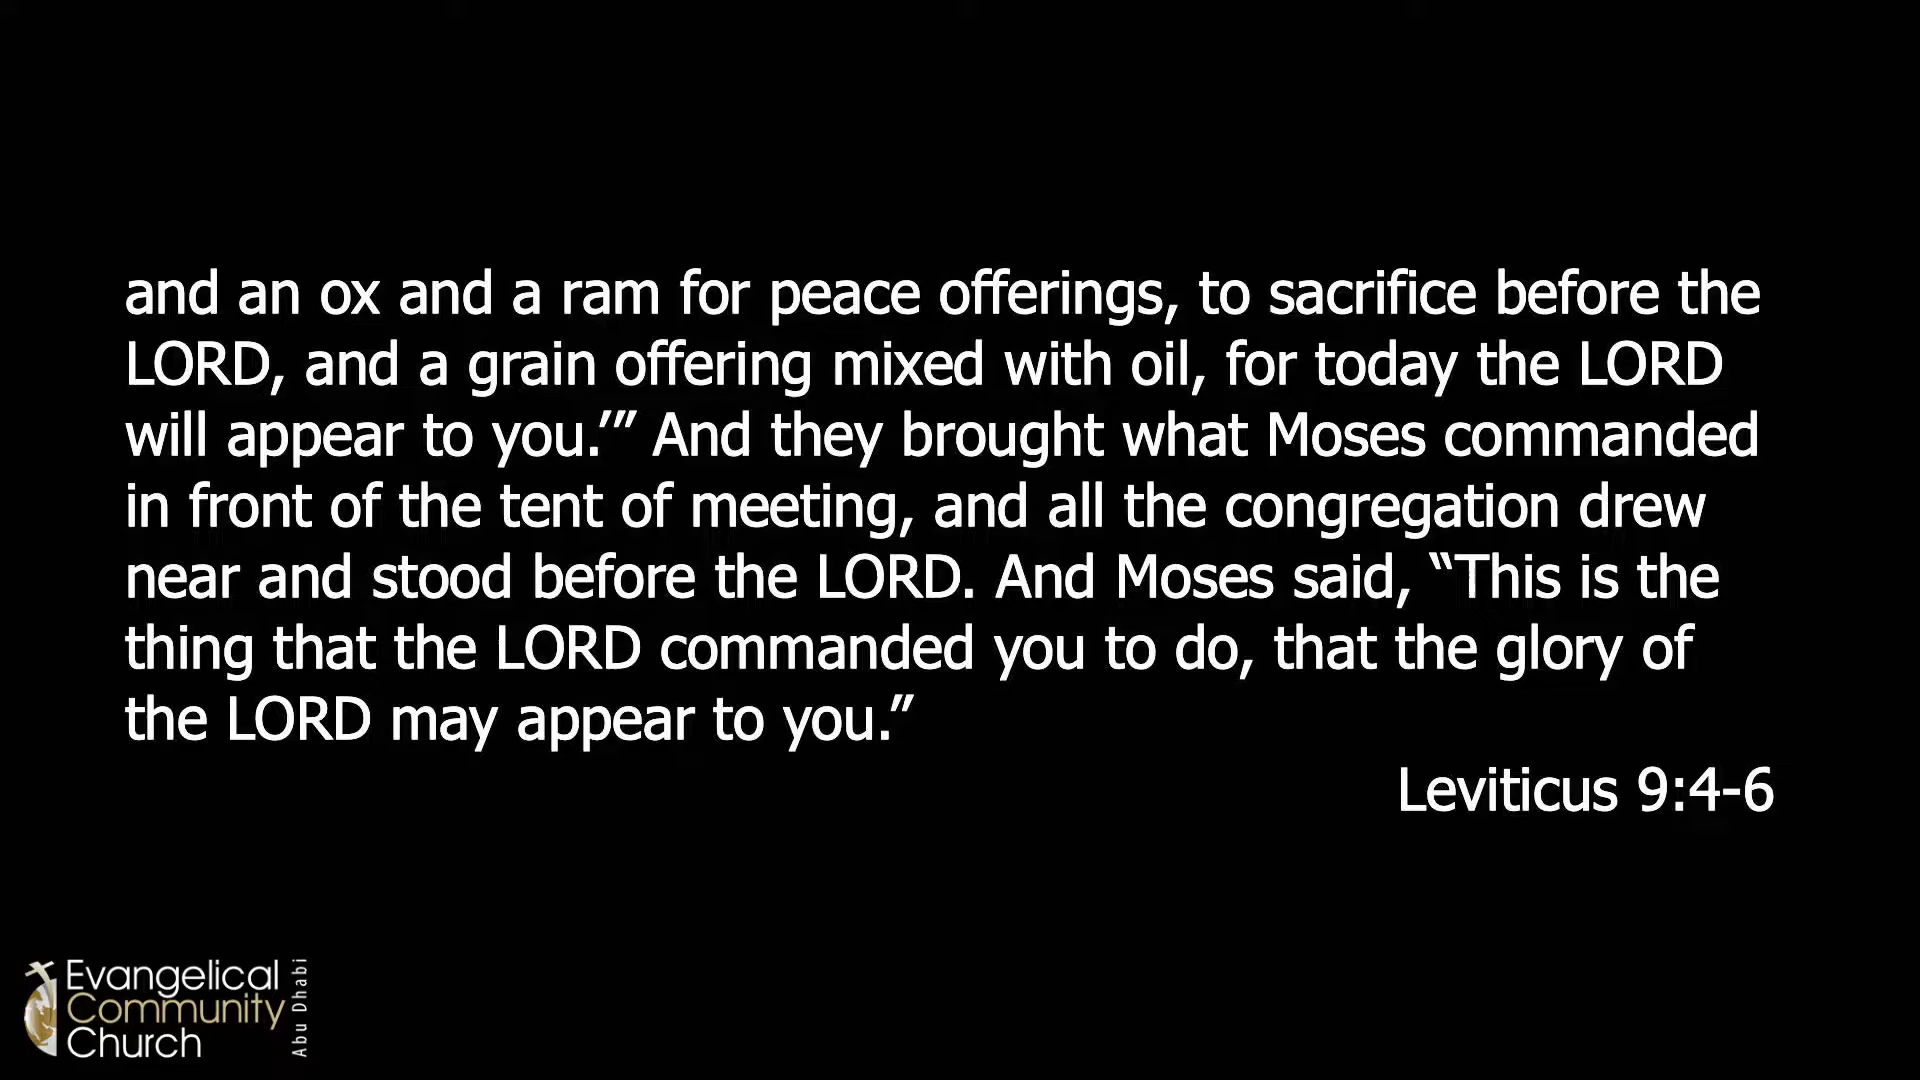 and an ox and a ram for peace offerings, to sacrifice before the
LORD, and a grain offering mixed with oil, for today the LORD
will appear to you.’” And they brought what Moses commanded
in front of the tent of meeting, and all the congregation drew
near and stood before the LORD. And Moses said, “This is the
thing that the LORD commanded you to do, that the glory of
the LORD may appear to you.”
Leviticus 9:4-6
Evangelical
Community
Church
Abu Dhabi